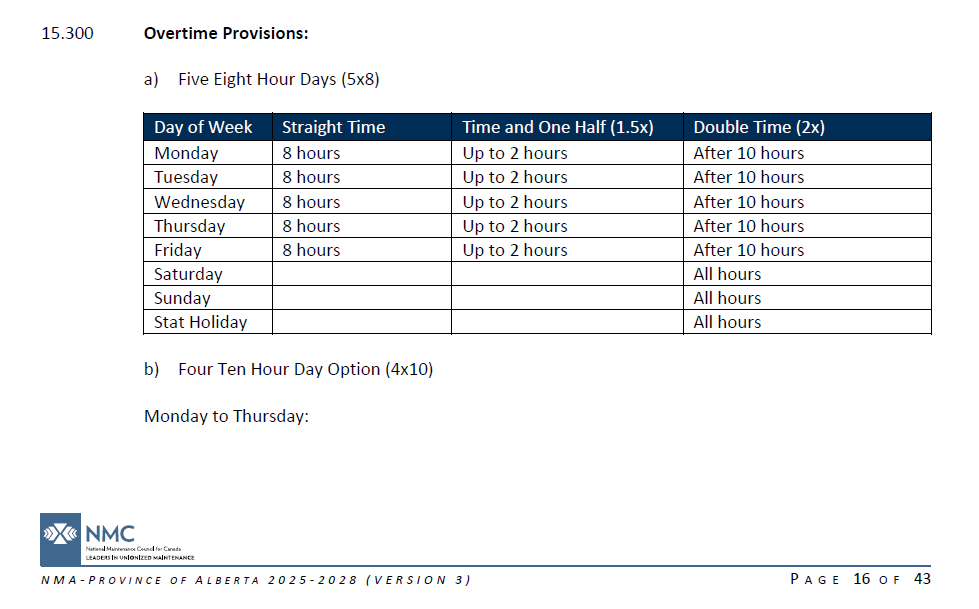 15.300 Overtime Provisions:
a) Five Eight Hour Days (5x8)
Day of Week Straight Time Time and One Half (1.5x) Double Time (2x)
Monday 8 hours Up to 2 hours After 10 hours
Tuesday 8 hours Up to 2 hours After 10 hours
Wednesday 8 hours Up to 2 hours After 10 hours
Thursday 8 hours Up to 2 hours After 10 hours
Friday 8 hours Up to 2 hours After 10 hours
Saturday All hours
Sunday All hours
Stat Holiday All hours
b) Four Ten Hour Day Option (4x10)
Monday to Thursday:
NMC
National Maintenance Council for Canada
LEADERS IN UNIONIZED MAINTENANCE
NMA-PROVINCE OF ALBERTA 2025-2028 (VERSION 3) PAGE 16 OF 43